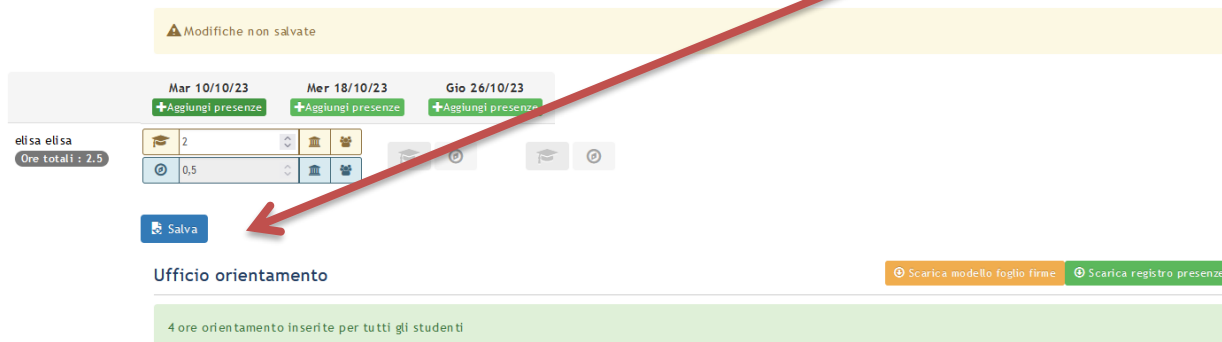 Modifiche non salvate
Mar 10/10/23 Mer 18/10/23 Gio 26/10/23
Aggiungi presenze Aggiungi presenze Aggiungi presenze
elisa elisa
2
Ore totali : 2.5
0,5
Salva
Ufficio orientamento
Scarica modello foglio firme Scarica registro presenze
4 ore orientamento inserite per tutti gli studenti